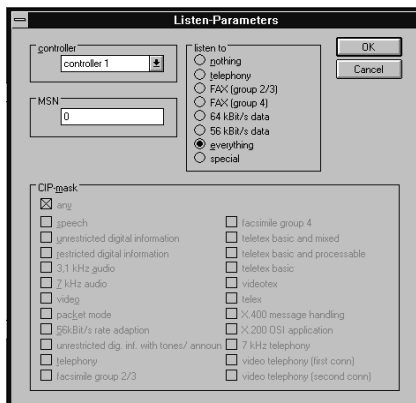 Listen-Parameters
controller
controller 1
MSN
0
listen to
nothing
telephony
FAX (group 2/3)
FAX (group 4)
64 kBit/s data
56 kBit/s data
everything
special
OK
Cancel
CIP-mask
any
speech
unrestricted digital information
restricted digital information
3,1 kHz audio
7 kHz audio
video
packet mode
56kBit/s rate adaption
unrestricted dig. inf. with tones/ announ
telephony
facsimile group 2/3
facsimile group 4
teletex basic and mixed
teletex basic and processable
teletex basic
videotex
telex
X.400 message handling
X.200 OSI application
7 kHz telephony
video telephony (first conn)
video telephony (second conn)